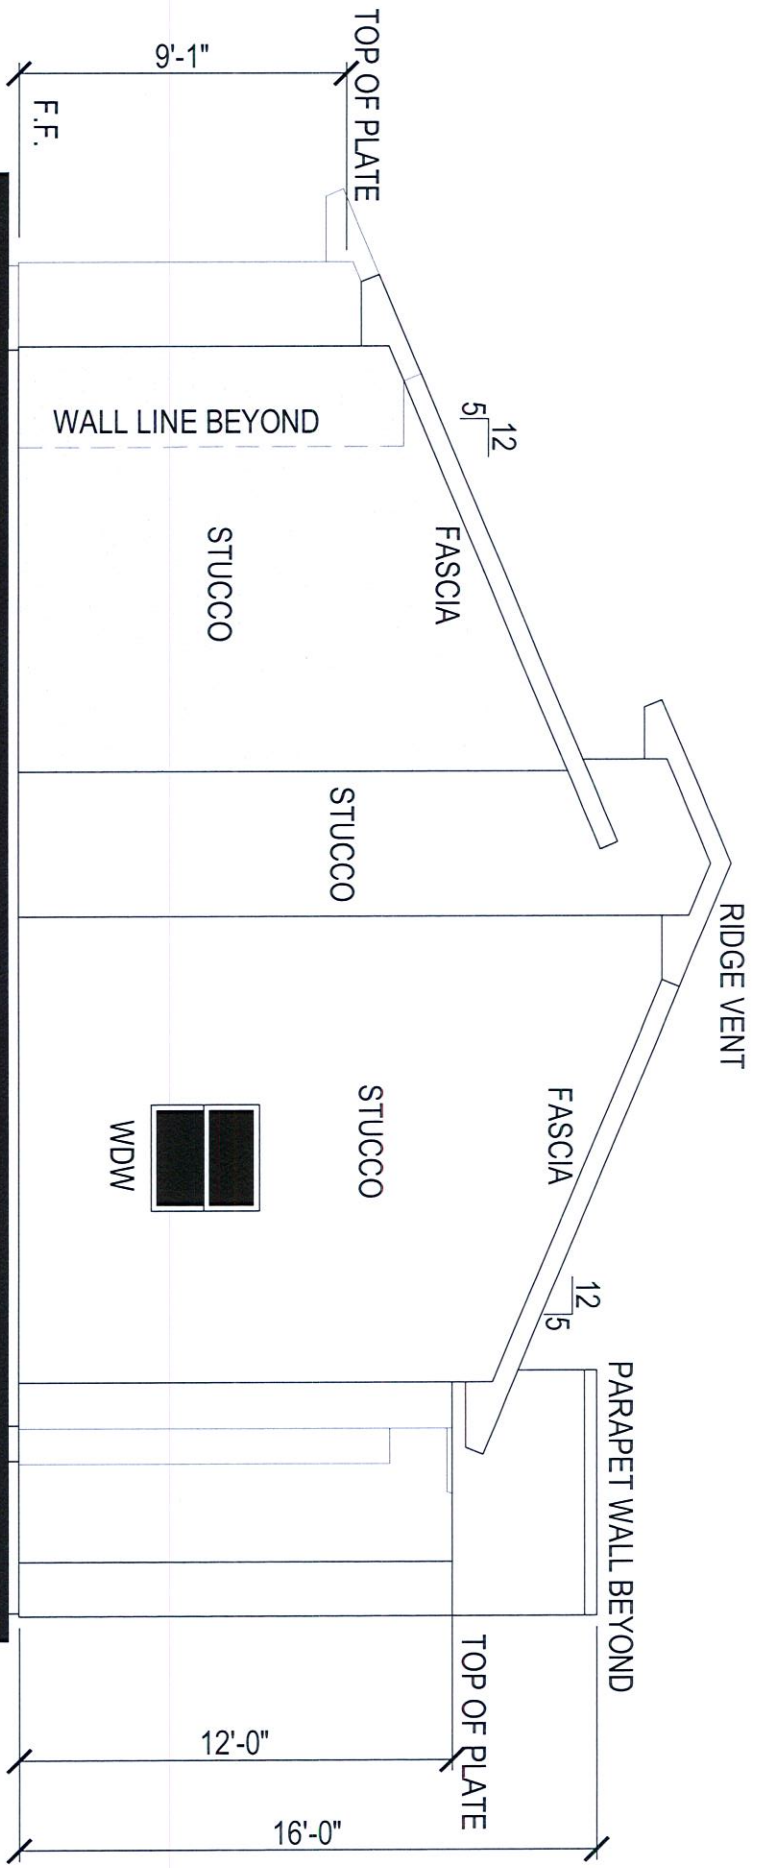 RIDGE VENT
PARAPET WALL BEYOND
12
5
12
5
FASCIA
FASCIA
TOP OF PLATE
TOP OF PLATE
9'-1"
WALL LINE BEYOND
STUCCO
STUCCO
STUCCO
WDW
12'-0"
16'-0"
F.F.